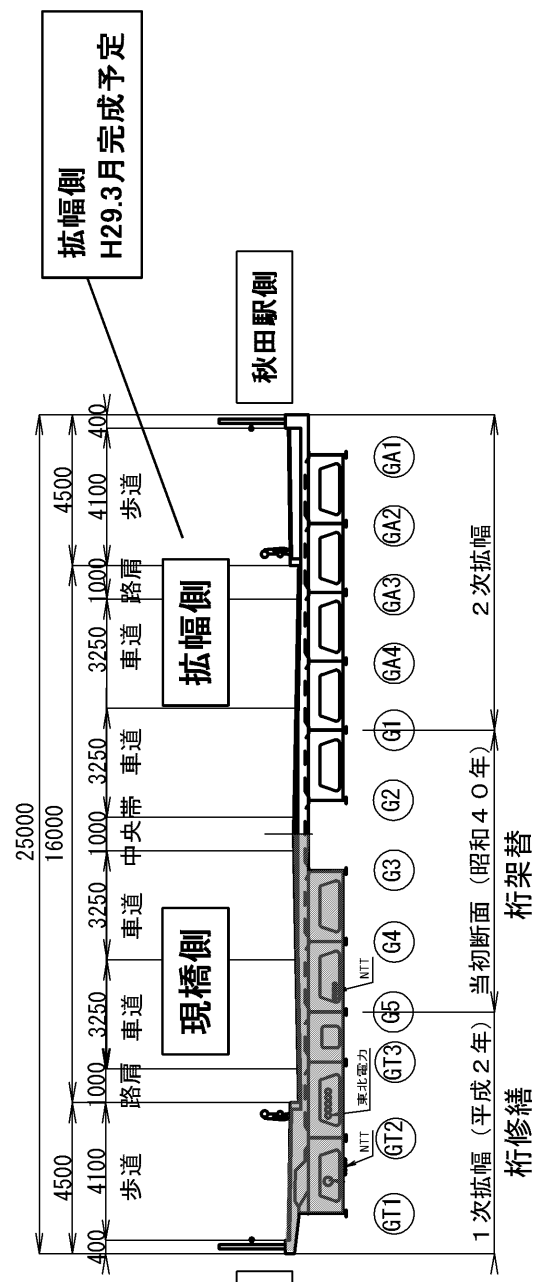 拡幅側
H29.3月完成予定
秋田駅側
25000
4500
16000
4500
400
4100
1000
3250
3250
1000
3250
3250
1000
4100
400
歩道
路肩
車道
車道
中央帯
車道
車道
路肩
歩道
現橋側
拡幅側
NTT
東北電力
NTT
GT1
GT2
GT3
G5
G4
G3
G2
G1
GA4
GA3
GA2
GA1
1次拡幅（平成２年）
当初断面（昭和４０年）
２次拡幅
桁修繕
桁架替